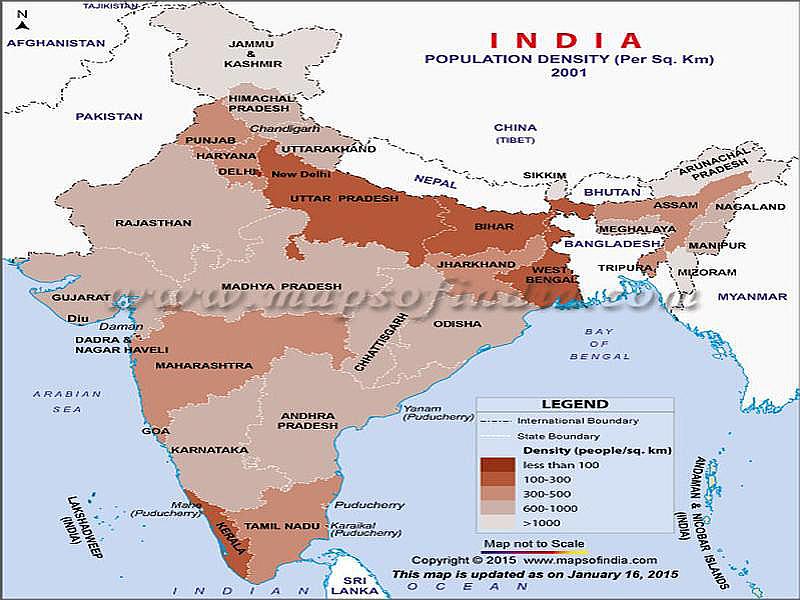 N
TAJIKISTAN
AFGHANISTAN
JAMMU
&
KASHMIR
INDIA
POPULATION DENSITY (Per Sq. Km)
2001
PAKISTAN
HIMACHAL
PRADESH
Chandigarh
PUNJAB
UTTARAKHAND
HARYANA
DELHI
New Delhi
CHINA
(TIBET)
NEPAL
SIKKIM
BHUTAN
ARUNACHAL
PRADESH
UTTAR PRADESH
ASSAM
NAGALAND
RAJASTHAN
BIHAR
MEGHALAYA
BANGLADESH
MANIPUR
JHARKHAND
WEST
BENGAL
TRIPURA
MIZORAM
www.mapsofindia.com
GUJARAT
MADHYA PRADESH
MYANMAR
Diu
Daman
DADRA &
NAGAR HAVELI
CHHATTISGARH
ODISHA
BAY
OF
BENGAL
MAHARASHTRA
ARABIAN
SEA
Yanam
(Puducherry)
GOA
ANDHRA
PRADESH
KARNATAKA
LEGEND
International Boundary
State Boundary
Density (people/sq. km)
less than 100
100-300
300-500
600-1000
>1000
Map not to Scale
Copyright © 2015 www.mapsofindia.com
This map is updated as on January 16, 2015
LAKSHADWEEP
(INDIA)
Mahe
(Puducherry)
KERALA
TAMIL NADU
Puducherry
Karaikal
(Puducherry)
ANDAMAN & NICOBAR ISLANDS
(INDIA)
SRI
LANKA
INDIAN OCEAN